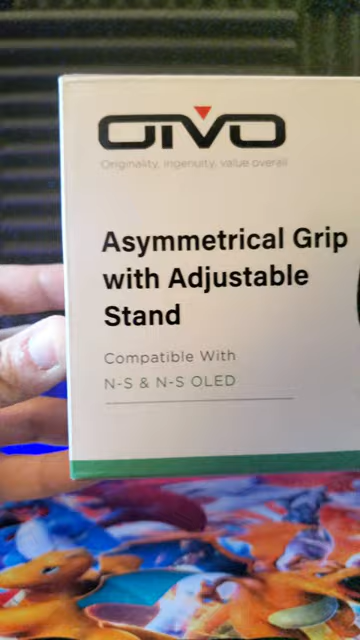 OIVO
Originality, ingenuity, value overall
Asymmetrical Grip
with Adjustable
Stand
Compatible With
N-S & N-S OLED